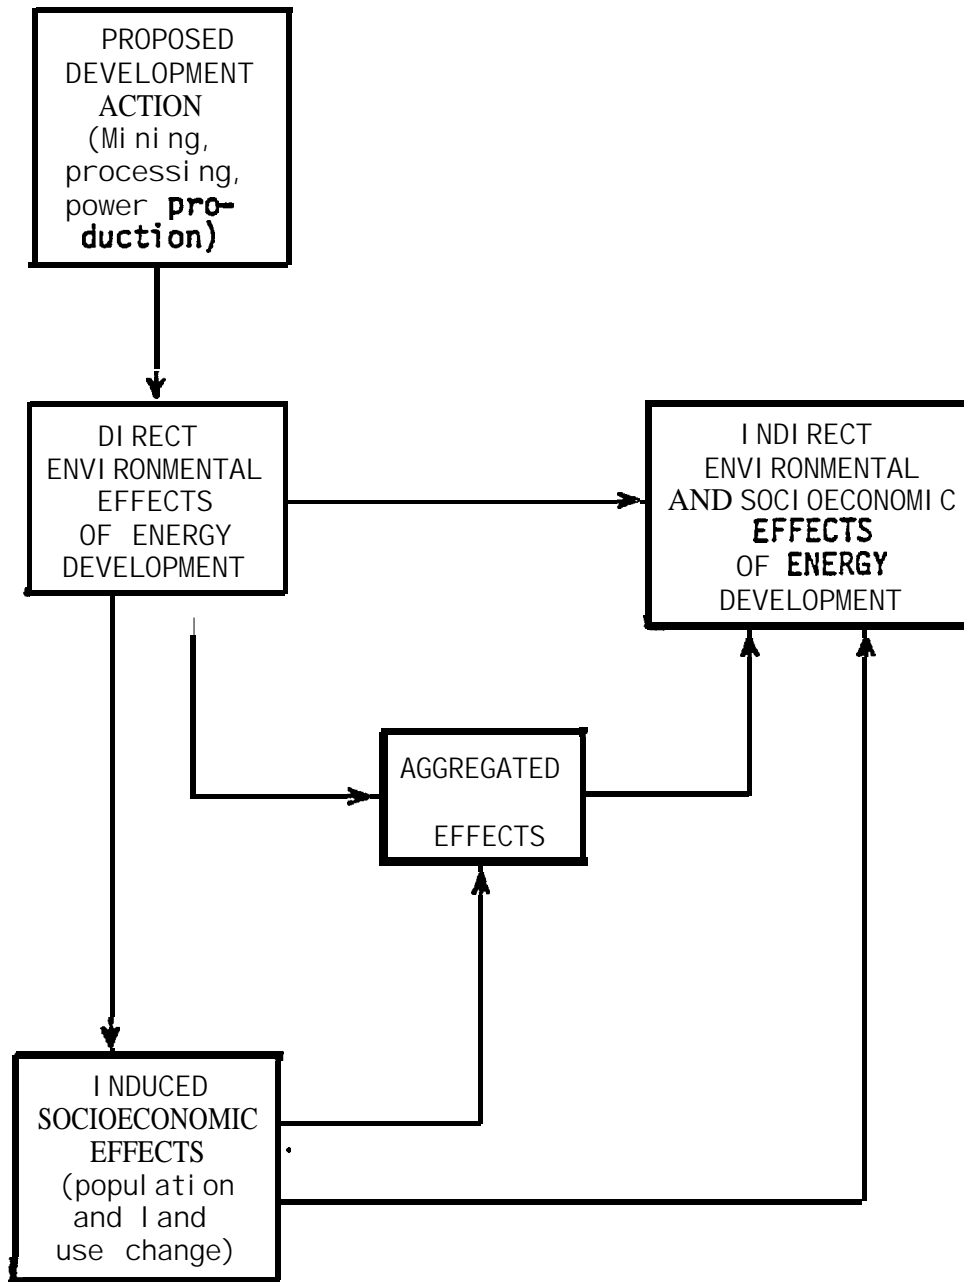 PROPOSED
DEVELOPMENT
ACTION
(Mining,
processing,
power pro-
duction)
DIRECT
ENVIRONMENTAL
EFFECTS
OF ENERGY
DEVELOPMENT
INDIRECT
ENVIRONMENTAL
AND SOCIOECONOMIC
EFFECTS
OF ENERGY
DEVELOPMENT
AGGREGATED
EFFECTS
INDUCED
SOCIOECONOMIC
EFFECTS
(population
and land
use change)